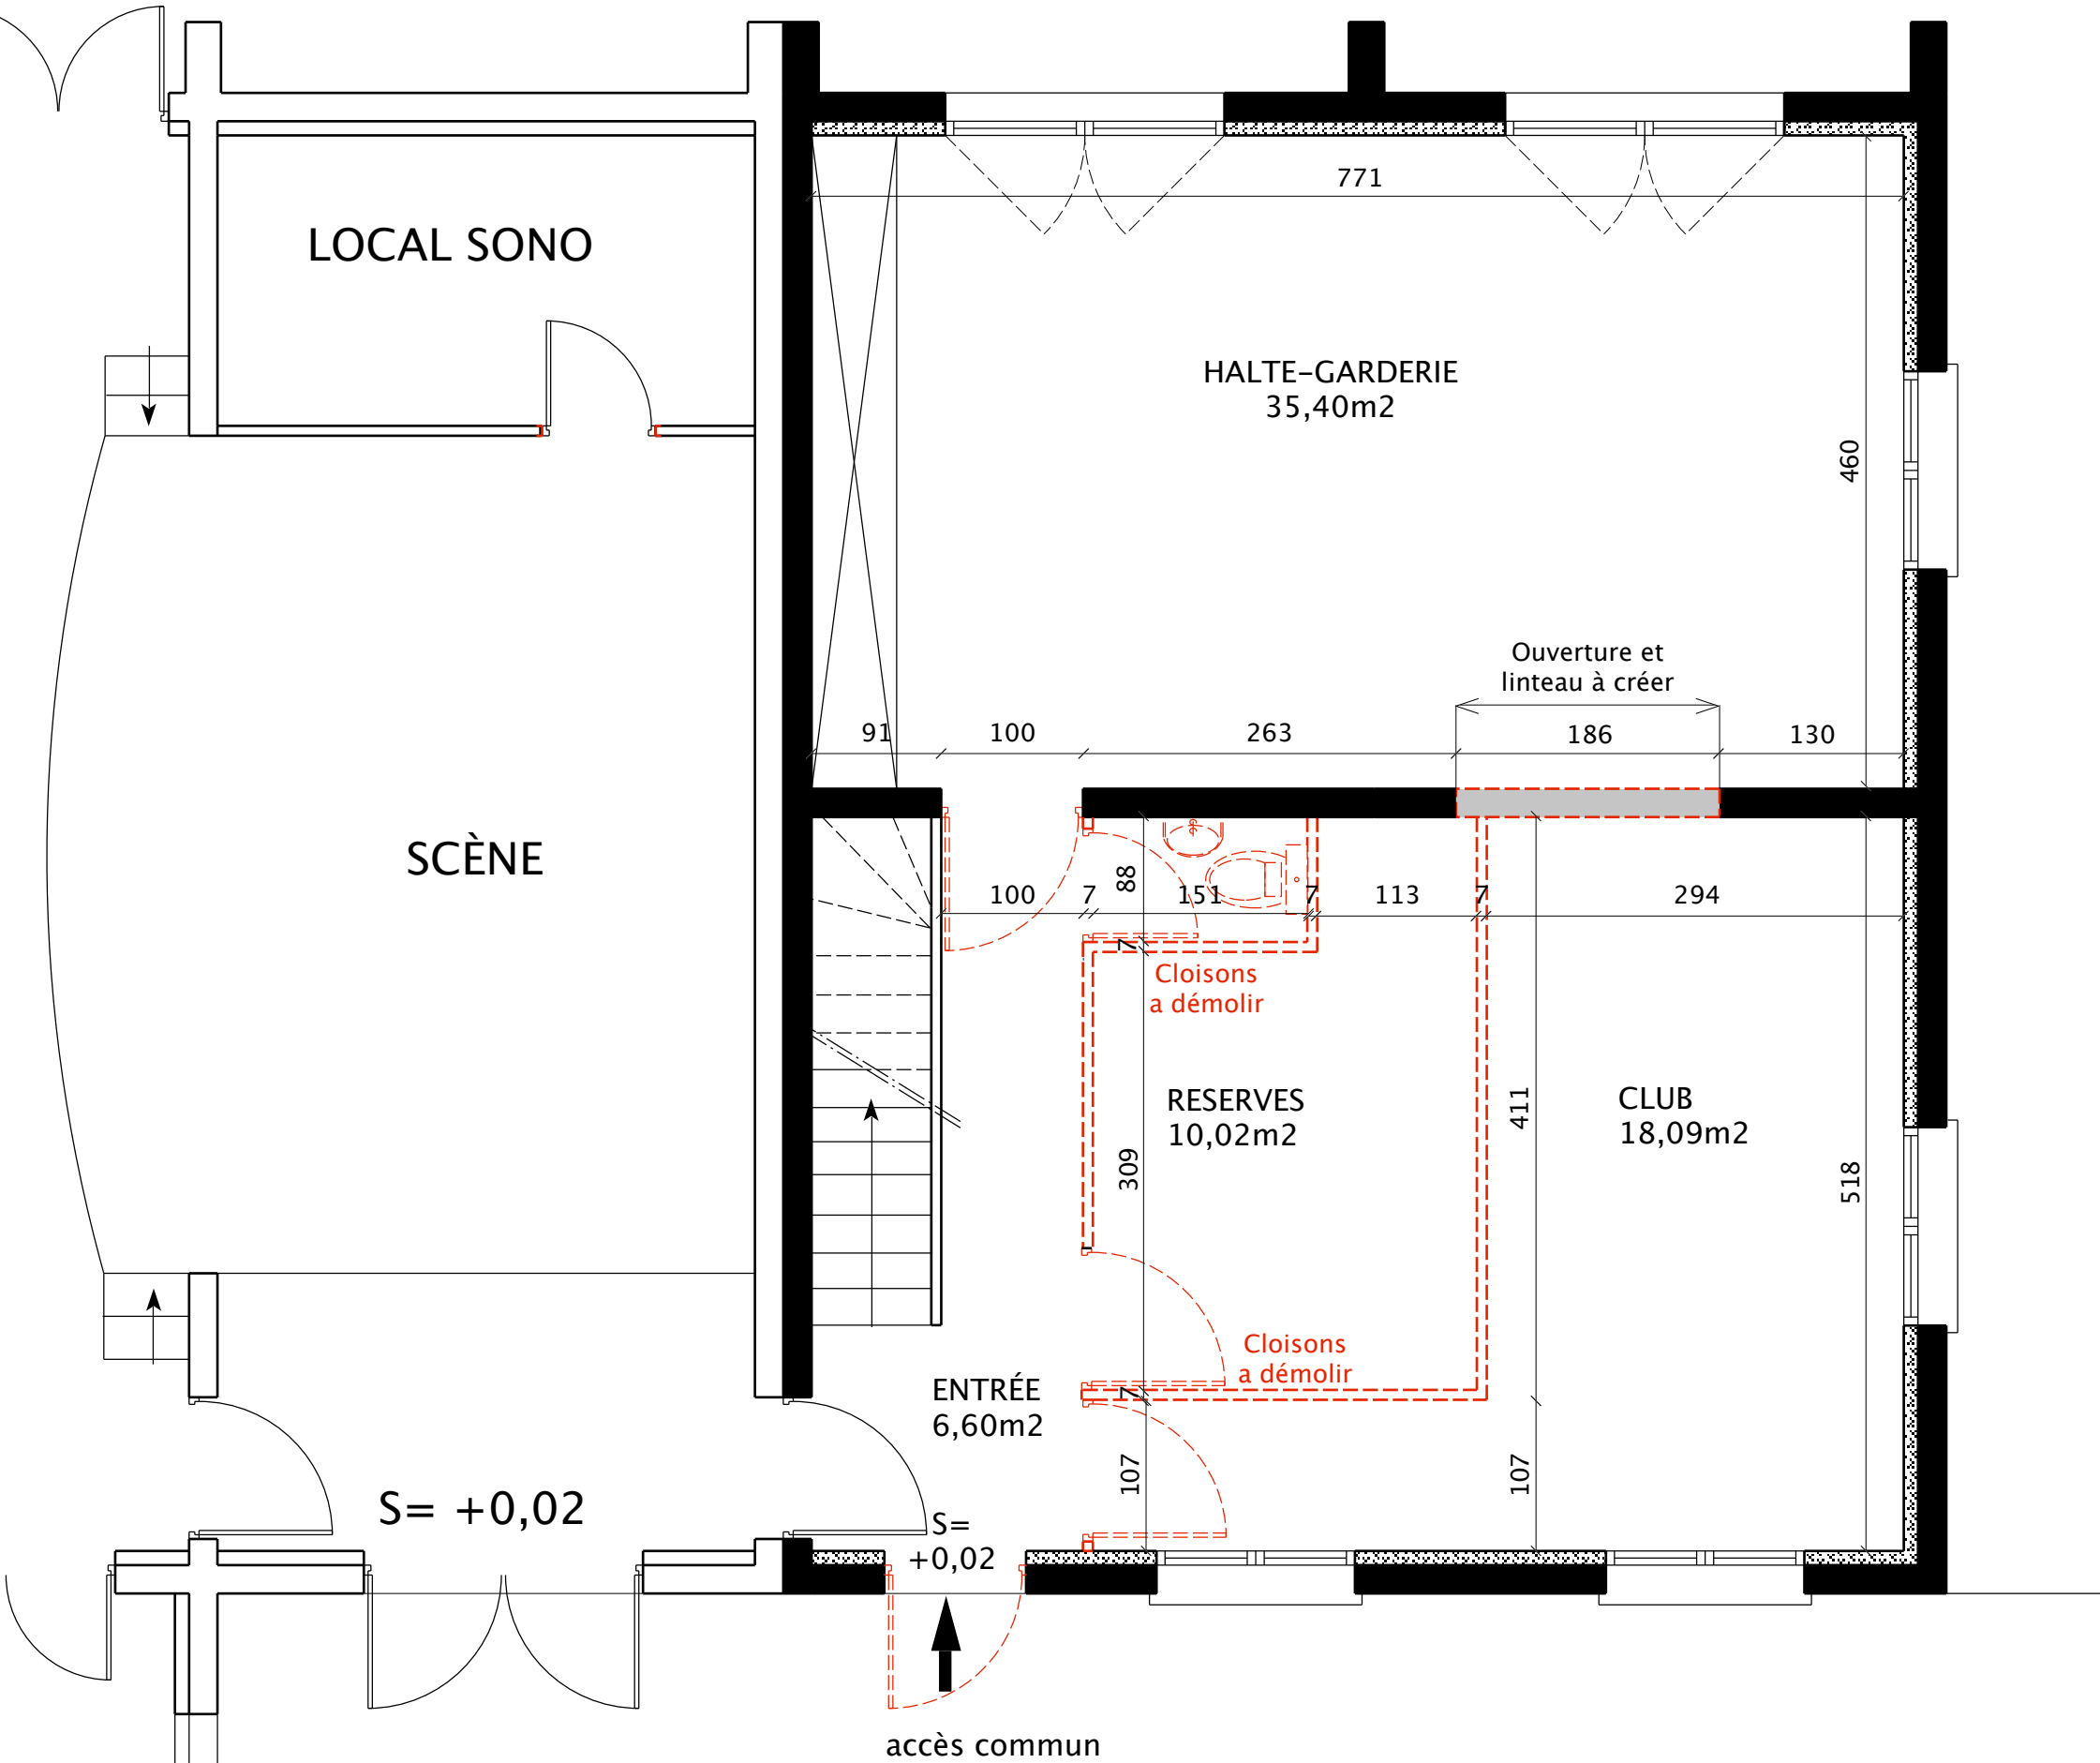 771
LOCAL SONO
HALTE-GARDERIE
35,40m2
460
Ouverture et
linteau à créer
91
100
263
186
130
SCÈNE
88
100
7
151
7
113
7
294
7
Cloisons
a démolir
RESERVES
10,02m2
411
CLUB
18,09m2
309
518
Cloisons
a démolir
ENTRÉE
6,60m2
7
107
107
S= +0,02
S=
+0,02
accès commun